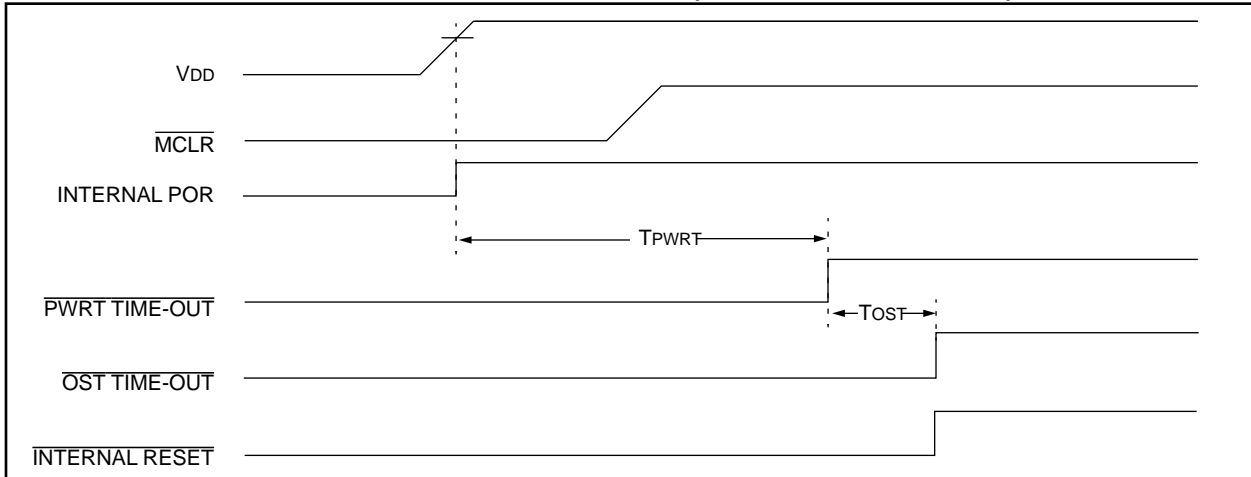 VDD
MCLR
INTERNAL POR
TPWRT
PWRT TIME-OUT
TOST
OST TIME-OUT
INTERNAL RESET